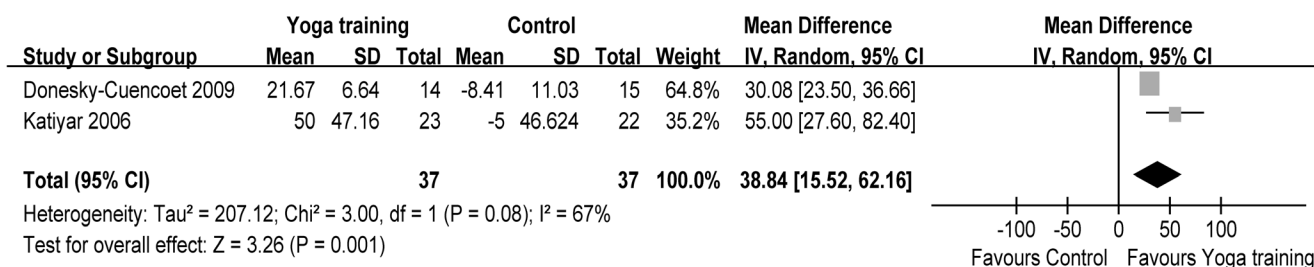 Yoga training Control Mean Difference Mean Difference
Study or Subgroup Mean SD Total Mean SD Total Weight IV, Random, 95% CI IV, Random, 95% CI
Donesky-Cuencoet 2009 21.67 6.64 14 -8.41 11.03 15 64.8% 30.08 [23.50, 36.66]
Katiyar 2006 50 47.16 23 -5 46.624 22 35.2% 55.00 [27.60, 82.40]
Total (95% CI) 37 37 100.0% 38.84 [15.52, 62.16]
Heterogeneity: Tau² = 207.12; Chi² = 3.00, df = 1 (P = 0.08); I² = 67%
Test for overall effect: Z = 3.26 (P = 0.001)
-100 -50 0 50 100
Favours Control Favours Yoga training